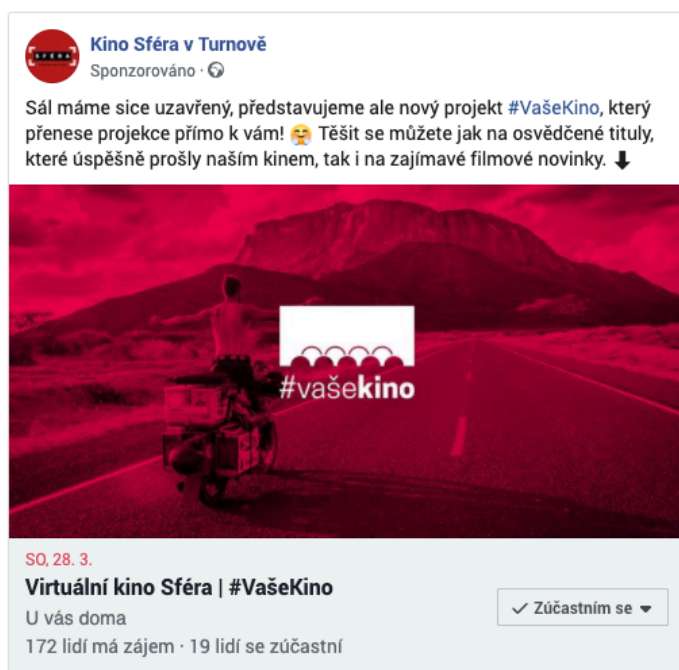 SFÉRA
Kino Sféra v Turnově
Sponzorováno ·
Sál máme sice uzavřený, představujeme ale nový projekt #VašeKino, který
přenese projekce přímo k vám! 🤗 Těšit se můžete jak na osvědčené tituly,
které úspěšně prošly naším kinem, tak i na zajímavé filmové novinky. ⬇
#vašekino
SO, 28. 3.
Virtuální kino Sféra | #VašeKino
U vás doma
172 lidí má zájem · 19 lidí se zúčastní
✓ Zúčastním se ▼